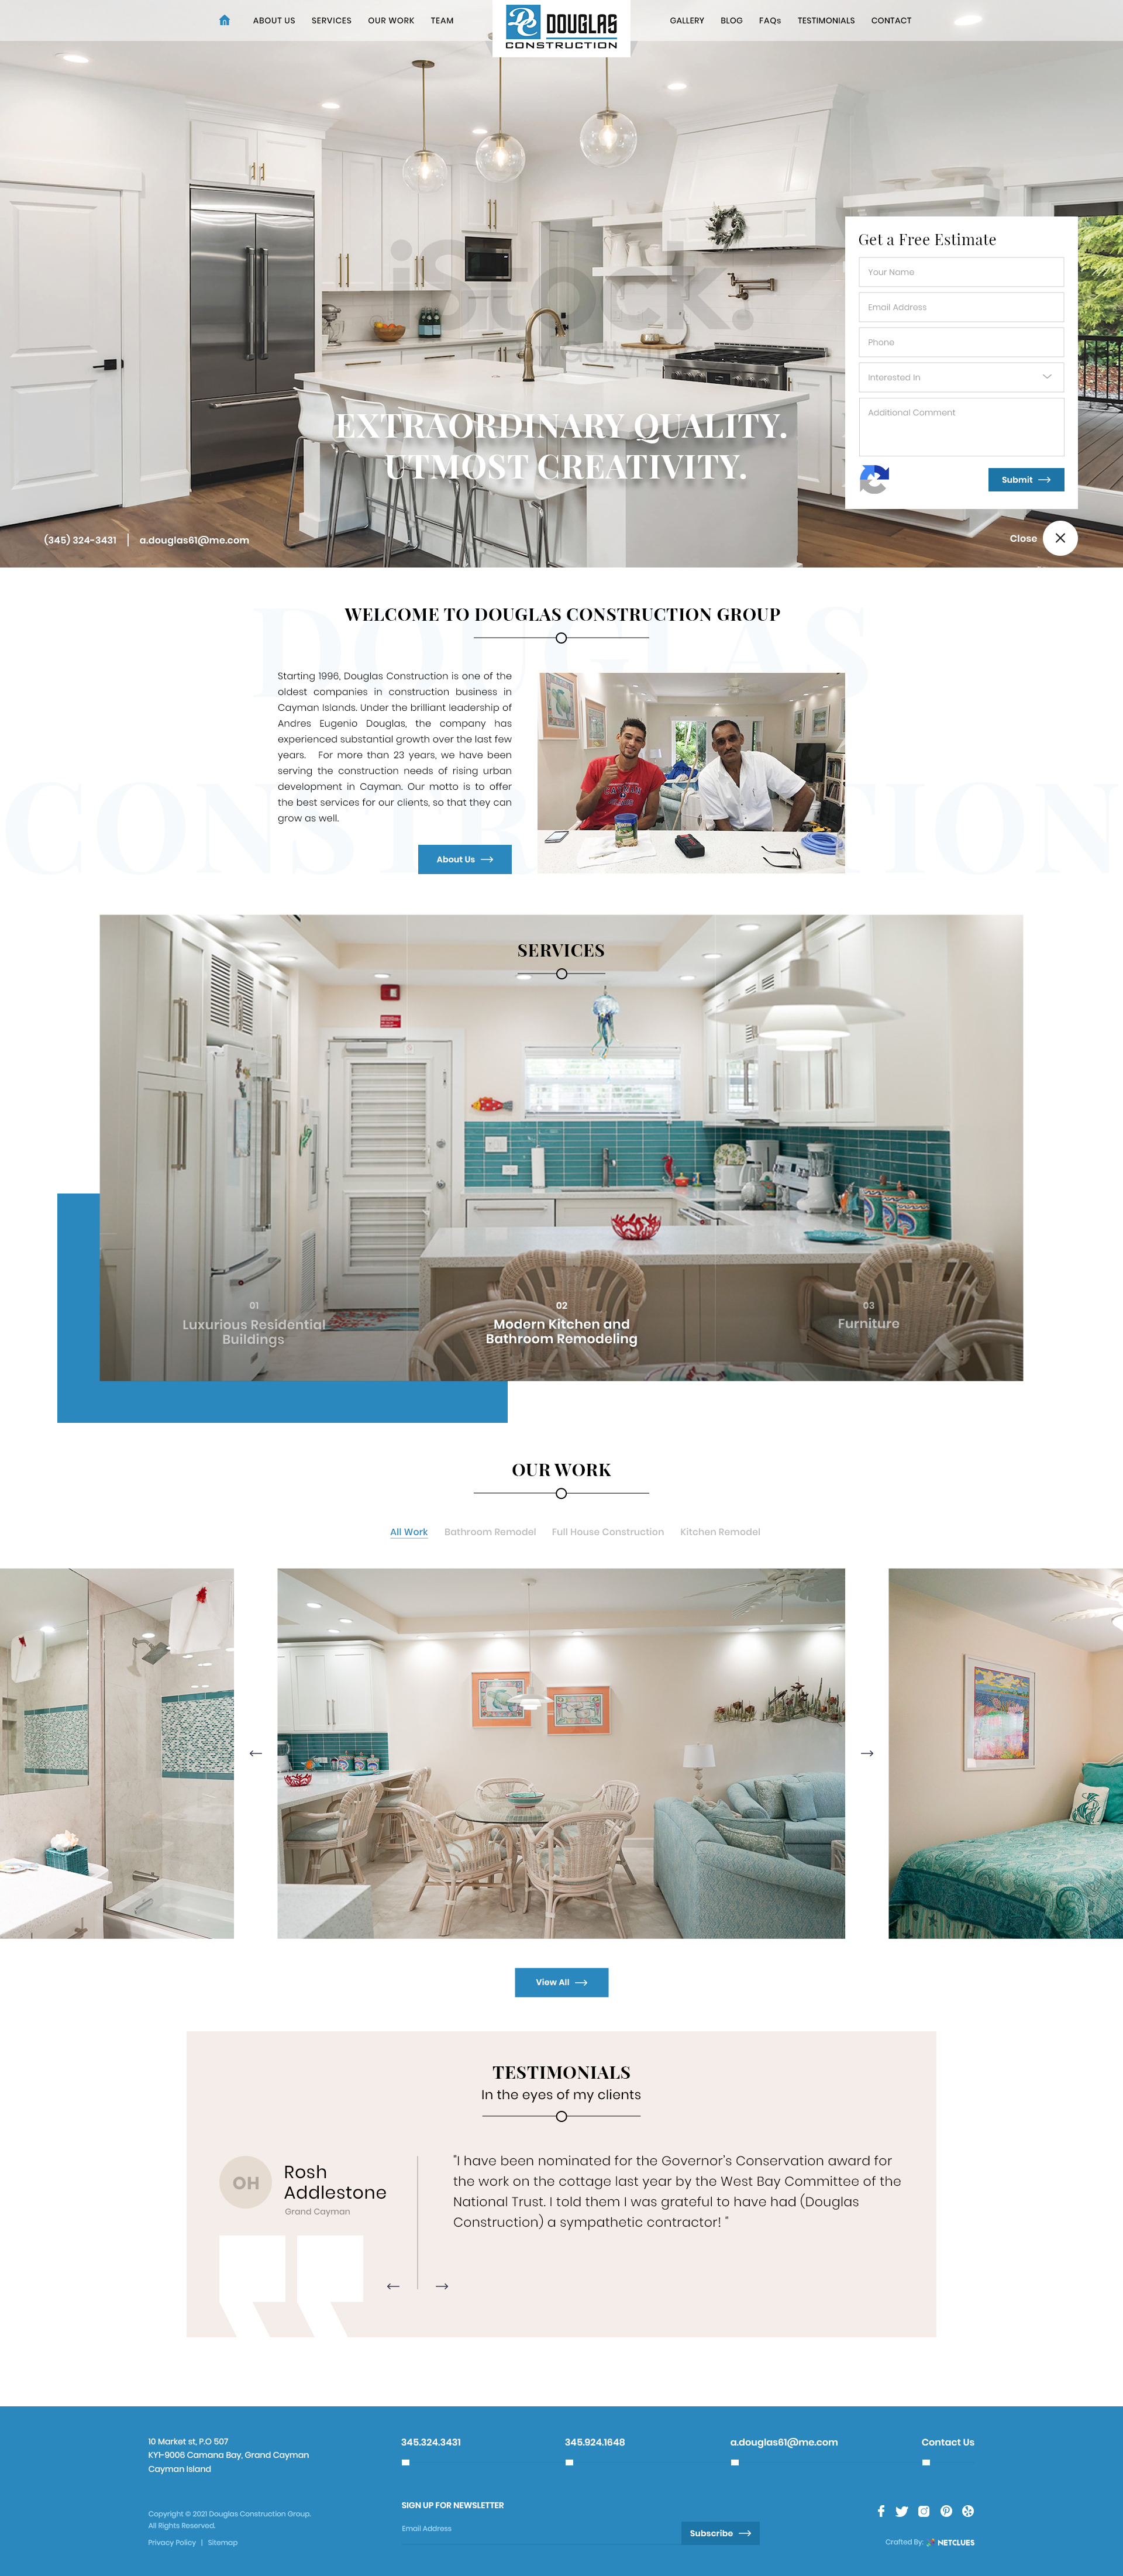 ABOUT US SERVICES OUR WORK TEAM
DOUGLAS
CONSTRUCTION
GALLERY BLOG FAQs TESTIMONIALS CONTACT
iStock.
Get a Free Estimate
Your Name
Email Address
Phone
Interested In
Additional Comment
Submit
EXTRAORDINARY QUALITY.
UTMOST CREATIVITY.
(345) 324-3431 | a.douglas61@me.com
Close
DOUGLAS
CONSTRUCTION
WELCOME TO DOUGLAS CONSTRUCTION GROUP
Starting 1996, Douglas Construction is one of the
oldest companies in construction business in
Cayman Islands. Under the brilliant leadership of
Andres Eugenio Douglas, the company has
experienced substantial growth over the last few
years. For more than 23 years, we have been
serving the construction needs of rising urban
development in Cayman. Our motto is to offer
the best services for our clients, so that they can
grow as well.
About Us
SERVICES
01
Luxurious Residential
Buildings
02
Modern Kitchen and
Bathroom Remodeling
03
Furniture
OUR WORK
All Work Bathroom Remodel Full House Construction Kitchen Remodel
View All
TESTIMONIALS
In the eyes of my clients
OH
Rosh
Addlestone
Grand Cayman
"I have been nominated for the Governor's Conservation award for
the work on the cottage last year by the West Bay Committee of the
National Trust. I told them I was grateful to have had (Douglas
Construction) a sympathetic contractor! "
10 Market st, P.O 507
KY1-9006 Camana Bay, Grand Cayman
Cayman Island
345.324.3431
345.924.1648
a.douglas61@me.com
Contact Us
Copyright © 2021 Douglas Construction Group.
All Rights Reserved.
Privacy Policy | Sitemap
SIGN UP FOR NEWSLETTER
Email Address
Subscribe
Crafted By: NETCLUES